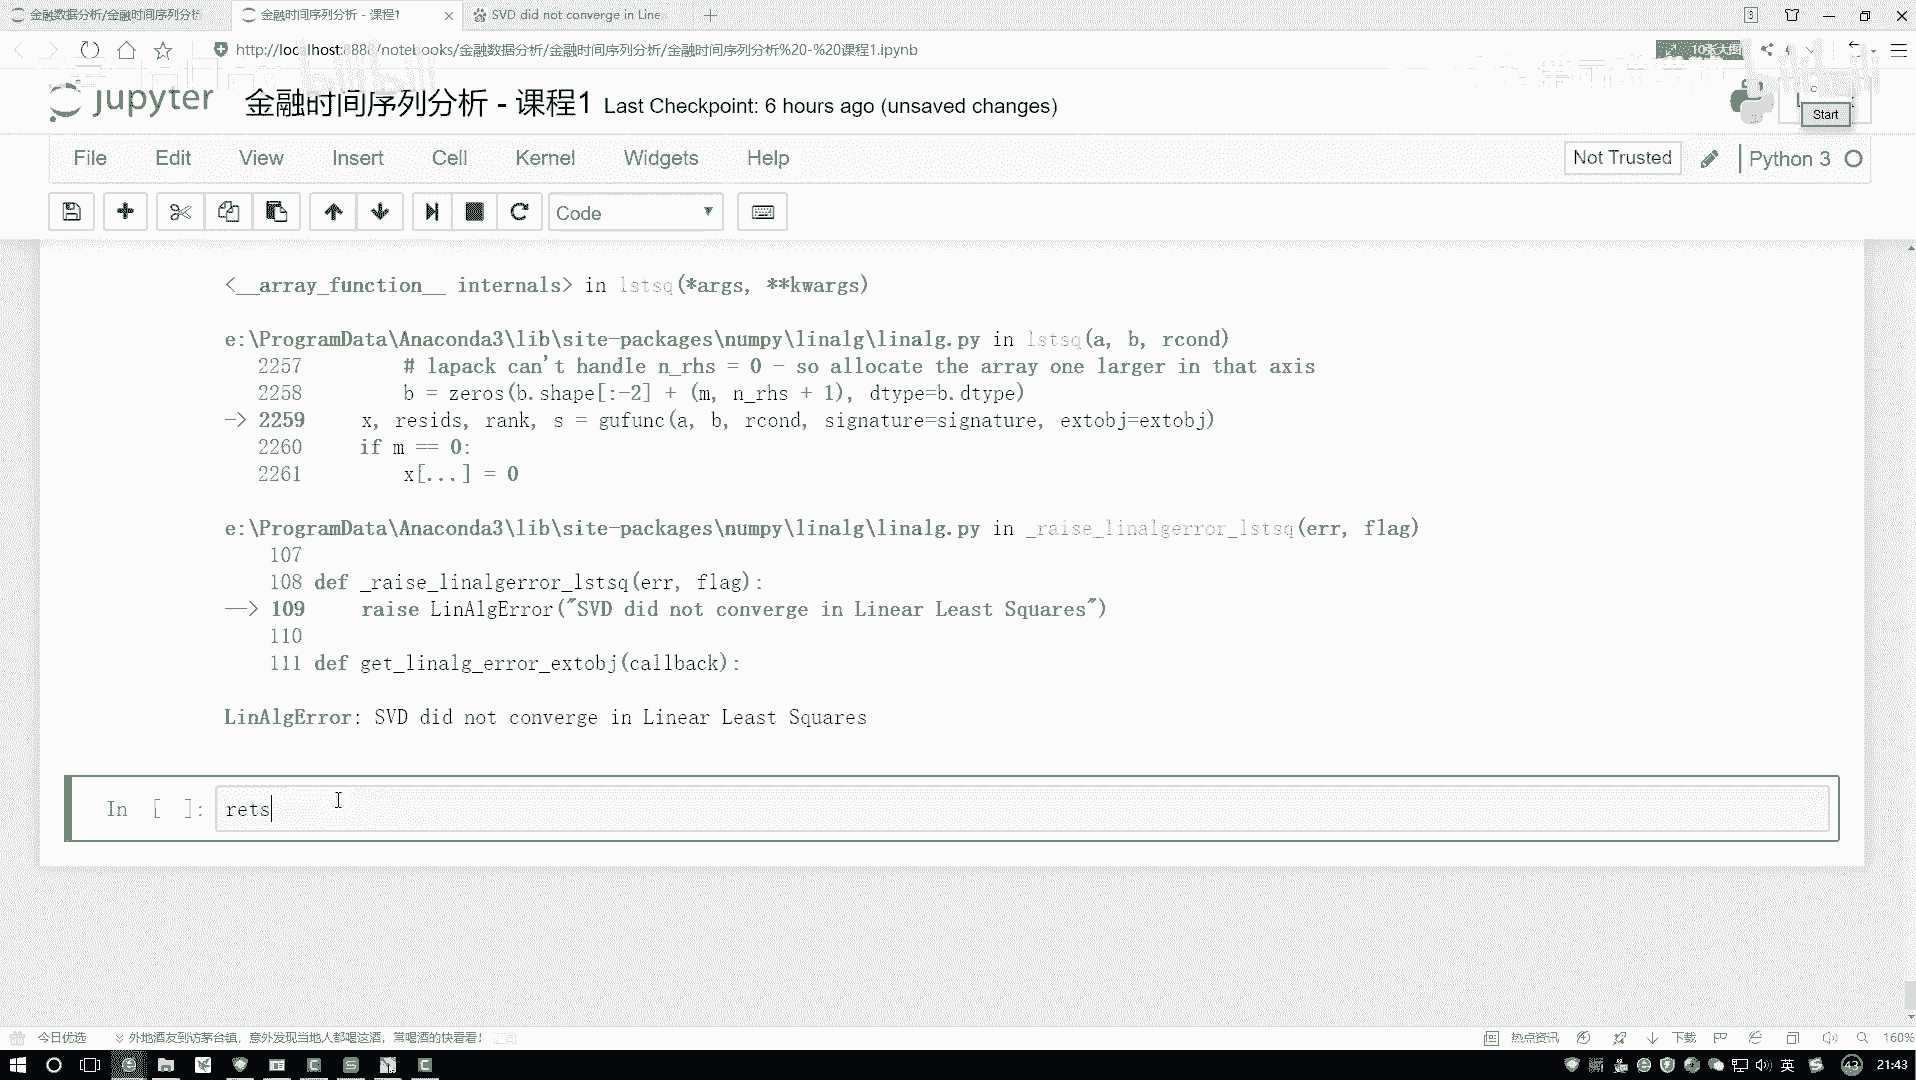 金融数据分析/金融时间序列分析
金融时间序列分析 - 课程1
SVD did not converge in Line
3
http://localhost:8888/notebooks/金融数据分析/金融时间序列分析/金融时间序列分析%20-%20课程1.ipynb
10张大图
bilibili
bilibili
jupyter
金融时间序列分析 - 课程1 Last Checkpoint: 6 hours ago (unsaved changes)
Start
File Edit View Insert Cell Kernel Widgets Help
Not Trusted
Python 3
Code
<__array_function__ internals> in lstsq(*args, **kwargs)
e:\ProgramData\Anaconda3\lib\site-packages\numpy\linalg\linalg.py in lstsq(a, b, rcond)
2257 # lapack can't handle n_rhs = 0 - so allocate the array one larger in that axis
2258 b = zeros(b.shape[:-2] + (m, n_rhs + 1), dtype=b.dtype)
-> 2259 x, resids, rank, s = gufunc(a, b, rcond, signature=signature, extobj=extobj)
2260 if m == 0:
2261 x[...] = 0
e:\ProgramData\Anaconda3\lib\site-packages\numpy\linalg\linalg.py in _raise_linalgerror_lstsq(err, flag)
107
108 def _raise_linalgerror_lstsq(err, flag):
--> 109 raise LinAlgError("SVD did not converge in Linear Least Squares")
110
111 def get_linalg_error_extobj(callback):
LinAlgError: SVD did not converge in Linear Least Squares
In [ ]: rets
今日优选
外地酒友到访茅台镇，意外发现当地人都喝这酒，常喝酒的快看看！
热点资讯
下载
160%
英
43
21:43